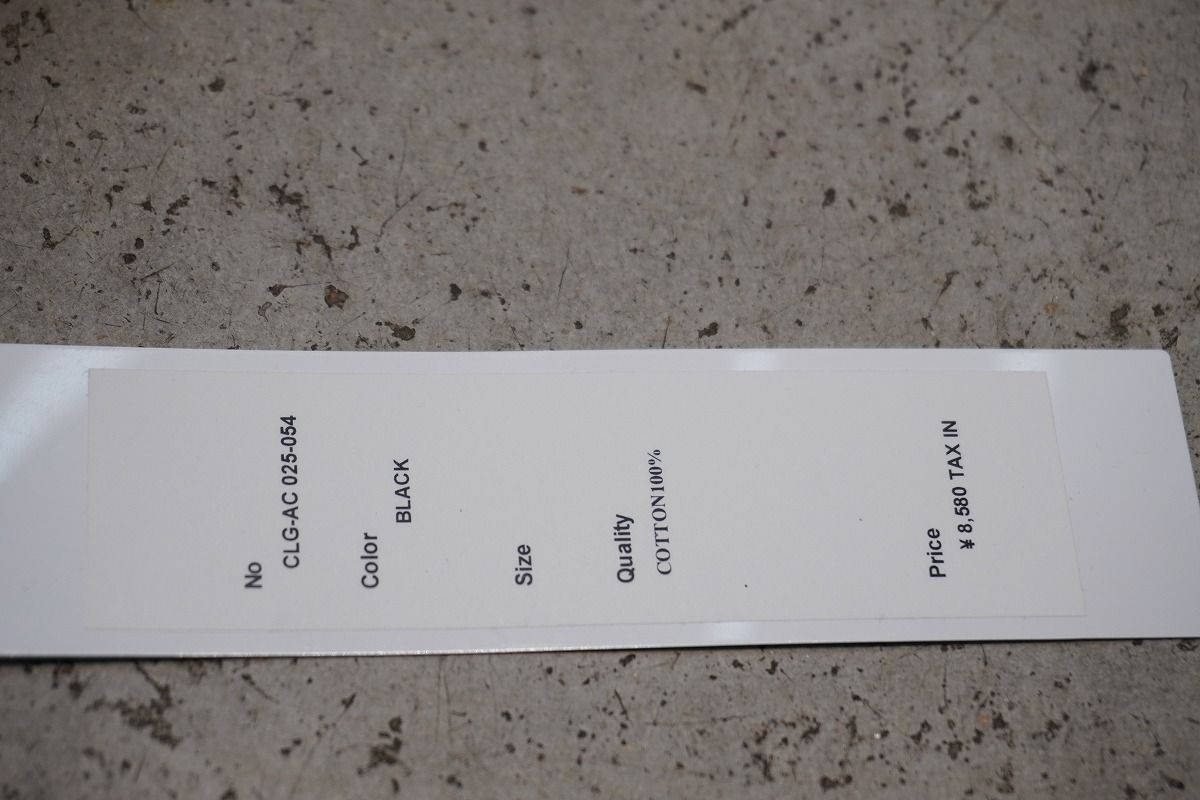 No
CLG-AC 025-054
Color
BLACK
Size
Quality
COTTON100%
Price
¥ 8,580 TAX IN